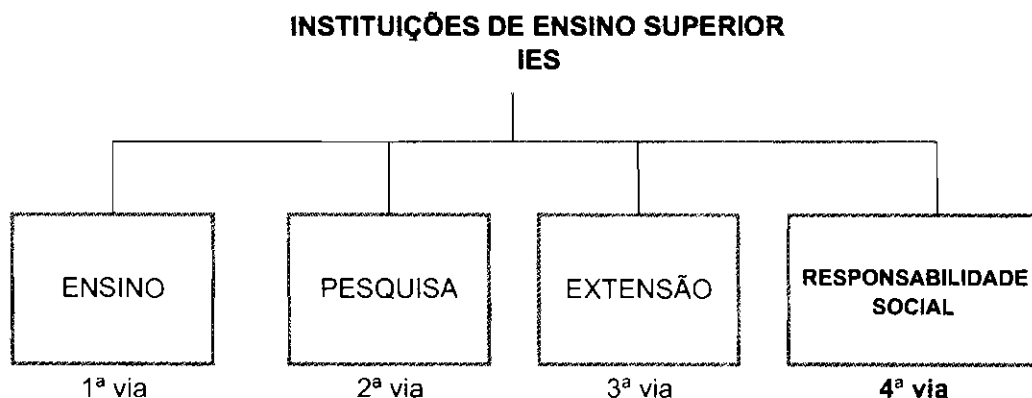 INSTITUIÇÕES DE ENSINO SUPERIOR
IES
ENSINO
PESQUISA
EXTENSÃO
RESPONSABILIDADE
SOCIAL
1ª via
2ª via
3ª via
4ª via